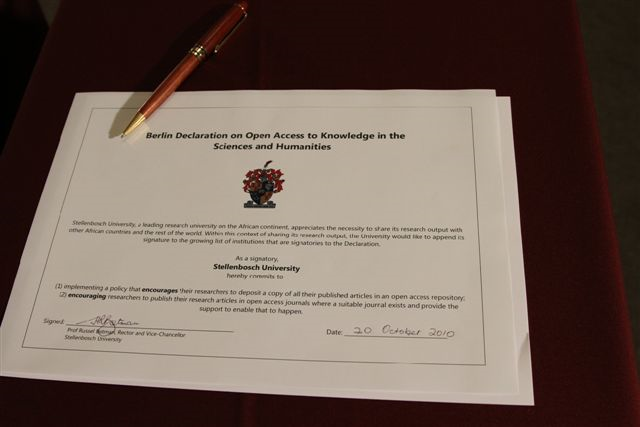 Berlin Declaration on Open Access to Knowledge in the
Sciences and Humanities
Stellenbosch University, a leading research university on the African continent, appreciates the necessity to share its research output with
other African countries and the rest of the world. Within this context of sharing its research output, the University would like to append its
signature to the growing list of institutions that are signatories to the Declaration.
As a signatory,
Stellenbosch University
hereby commits to
(1) implementing a policy that encourages their researchers to deposit a copy of all their published articles in an open access repository;
(2) encouraging researchers to publish their research articles in open access journals where a suitable journal exists and provide the
support to enable that to happen.
Signed: HRBotman
Date: 20 October 2010
Prof Russel Botman, Rector and Vice-Chancellor
Stellenbosch University